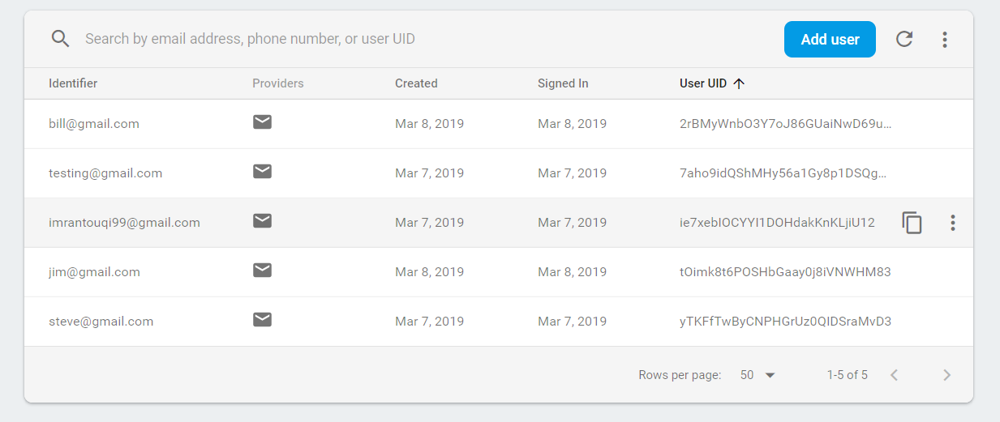 Search by email address, phone number, or user UID Add user
Identifier Providers Created Signed In User UID
bill@gmail.com Mar 8, 2019 Mar 8, 2019 2rBMyWnbO3Y7oJ86GUaiNwD69u...
testing@gmail.com Mar 7, 2019 Mar 7, 2019 7aho9idQShMHy56a1Gy8p1DSQg...
imrantouqi99@gmail.com Mar 7, 2019 Mar 7, 2019 ie7xebIOCYYI1DOHdakKnKLjiU12
jim@gmail.com Mar 8, 2019 Mar 8, 2019 tOimk8t6POSHbGaay0j8iVNWHM83
steve@gmail.com Mar 7, 2019 Mar 7, 2019 yTKFfTwByCNPHGrUz0QIDSraMvD3
Rows per page: 50 1-5 of 5